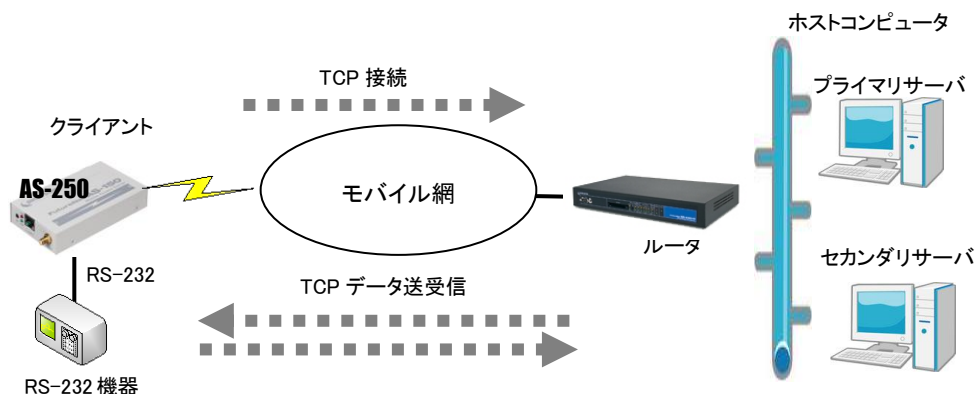 ホストコンピュータ
TCP 接続
プライマリサーバ
クライアント
AS-250
モバイル網
ルータ
セカンダリサーバ
RS-232
TCP データ送受信
RS-232 機器